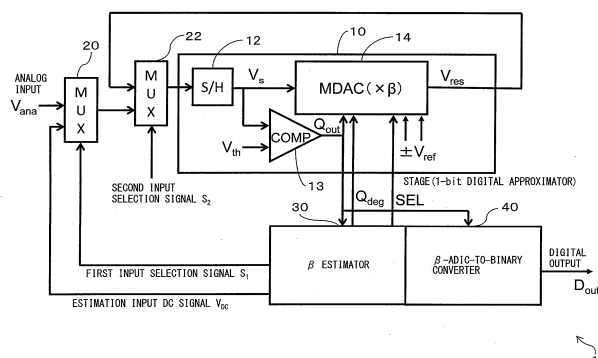 20
22
12
10
14
ANALOG
INPUT
V_ana
M
U
X
M
U
X
S/H
V_s
MDAC(×β)
V_res
Q_out
COMP
V_th
13
±V_ref
SECOND INPUT
SELECTION SIGNAL S_2
STAGE(1-bit DIGITAL APPROXIMATOR)
30
Q_deg
SEL
40
β ESTIMATOR
β-ADIC-TO-BINARY
CONVERTER
DIGITAL
OUTPUT
D_out
FIRST INPUT SELECTION SIGNAL S_1
ESTIMATION INPUT DC SIGNAL V_DC